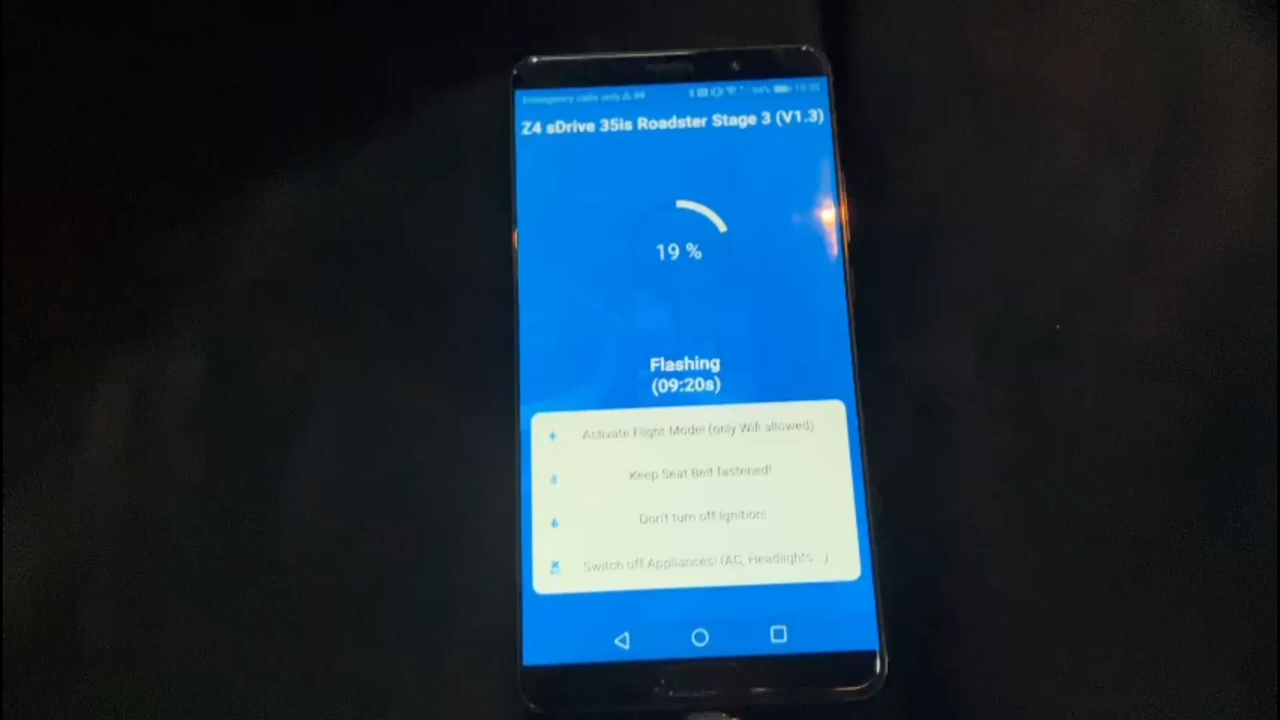 Emergency calls only
94%
Z4 sDrive 35is Roadster Stage 3 (V1.3)
19 %
Flashing
(09:20s)
Activate Flight Mode! (only Wifi allowed)
Keep Seat Belt fastened!
Don't turn off Ignition!
Switch off Appliances! (AC, Headlights...)